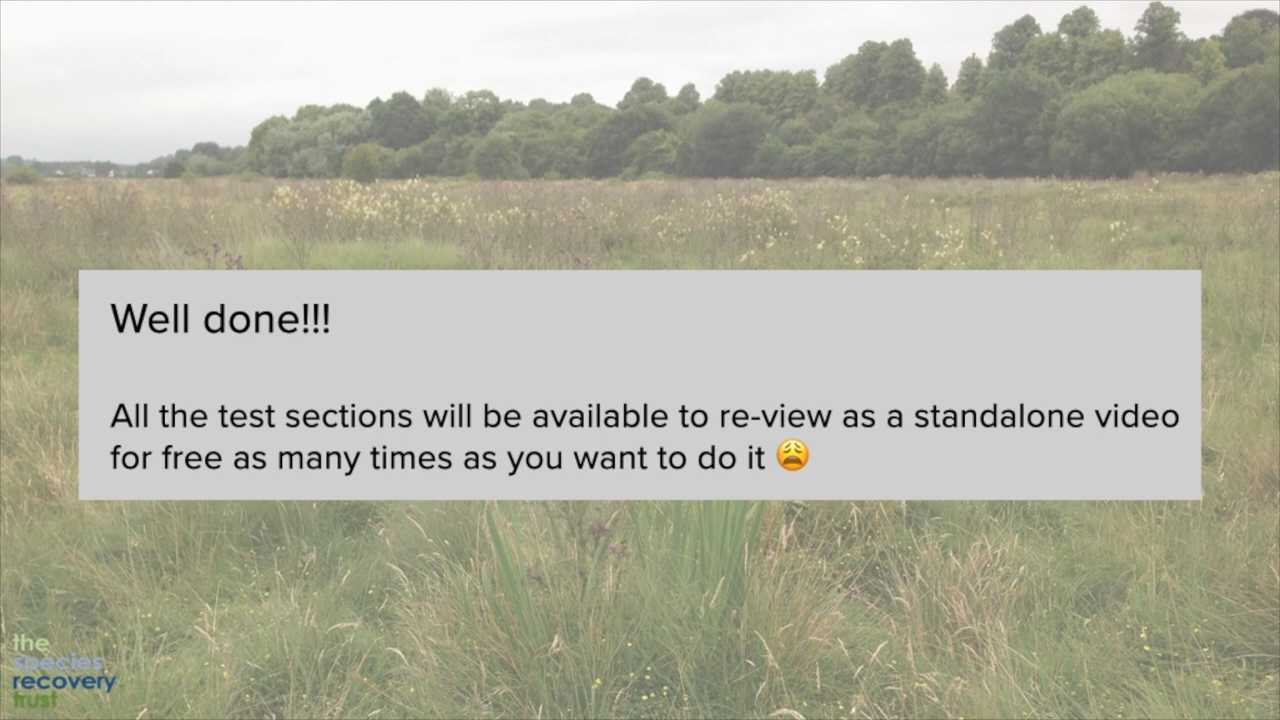 Well done!!!
All the test sections will be available to re-view as a standalone video
for free as many times as you want to do it 😩
the
species
recovery
trust